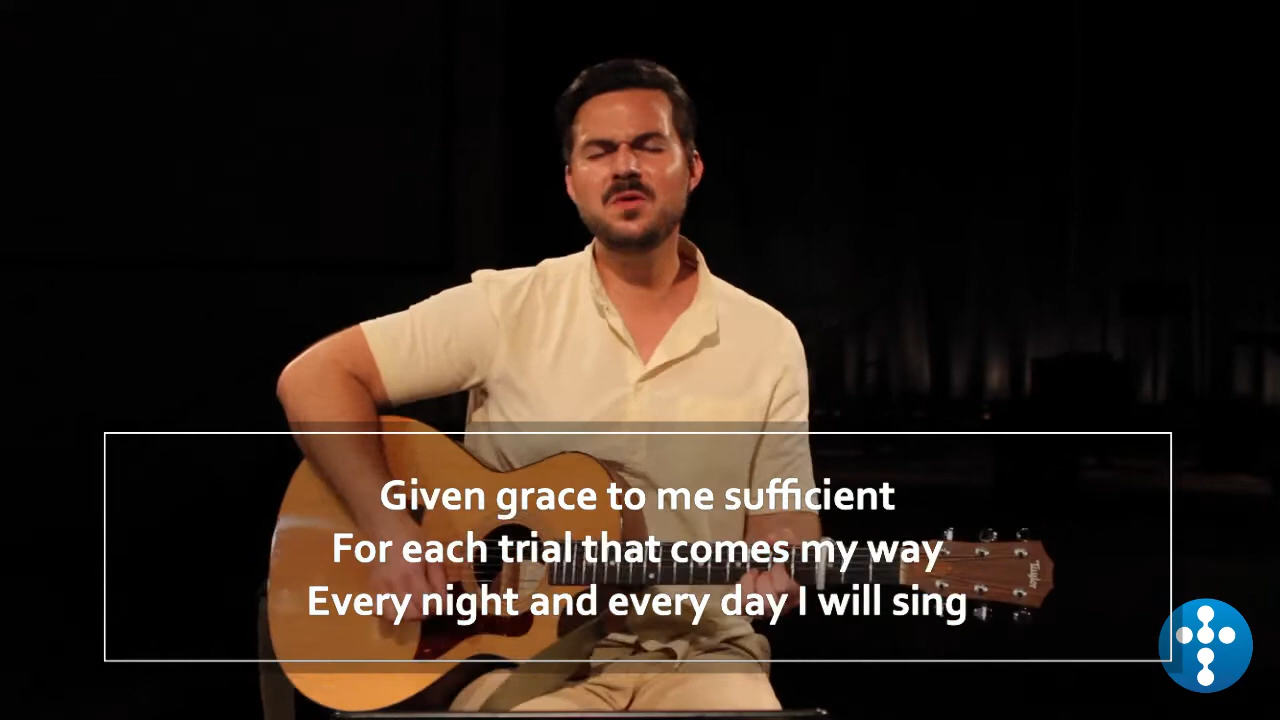 Given grace to me sufficient
For each trial that comes my way
Every night and every day I will sing
Taylor